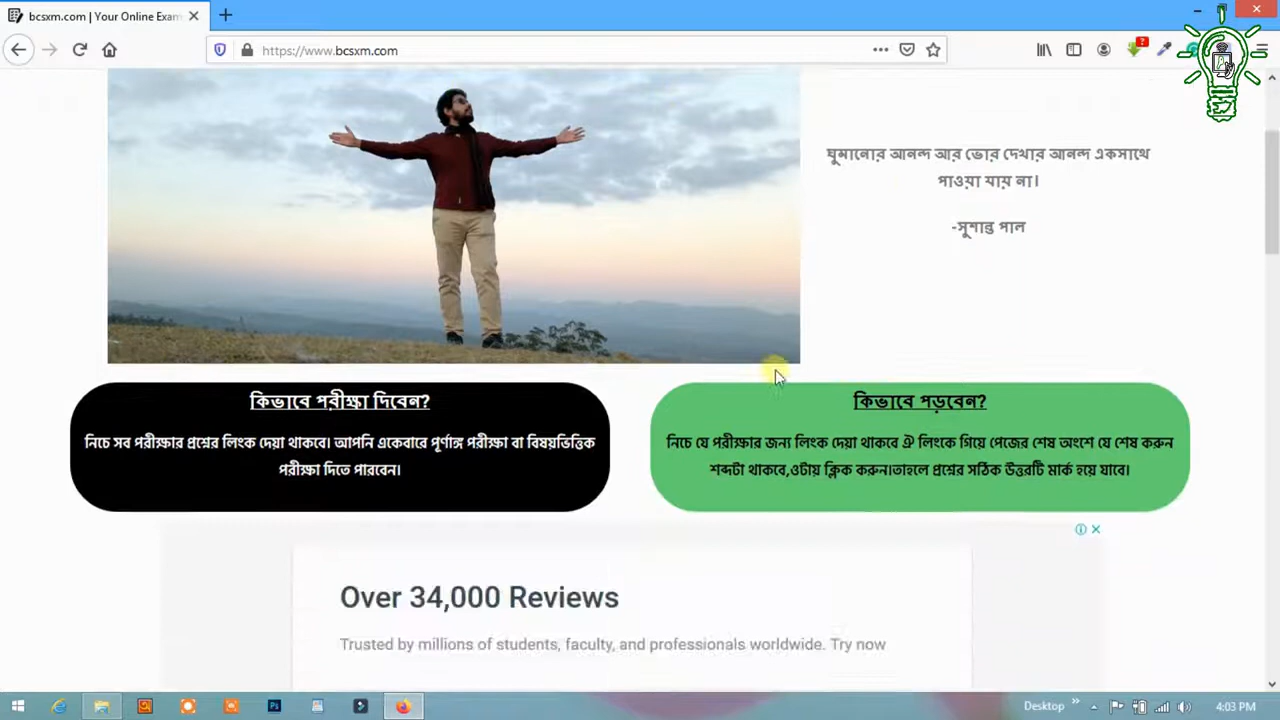 bcsxm.com | Your Online Exam
https://www.bcsxm.com
ঘুমানোর আনন্দ আর ভোর দেখার আনন্দ একসাথে
পাওয়া যায় না।
-সুশান্ত পাল
কিভাবে পরীক্ষা দিবেন?
নিচে সব পরীক্ষার প্রশ্নের লিংক দেয়া থাকবে। আপনি একেবারে পূর্ণাঙ্গ পরীক্ষা বা বিষয়ভিত্তিক
পরীক্ষা দিতে পারবেন।
কিভাবে পড়বেন?
নিচে যে পরীক্ষার জন্য লিংক দেয়া থাকবে ঐ লিংকে গিয়ে পেজের শেষ অংশে যে শেষ করুন
শব্দটা থাকবে,ওটায় ক্লিক করুন।তাহলে প্রশ্নের সঠিক উত্তরটি মার্ক হয়ে যাবে।
Over 34,000 Reviews
Trusted by millions of students, faculty, and professionals worldwide. Try now
Desktop
4:03 PM